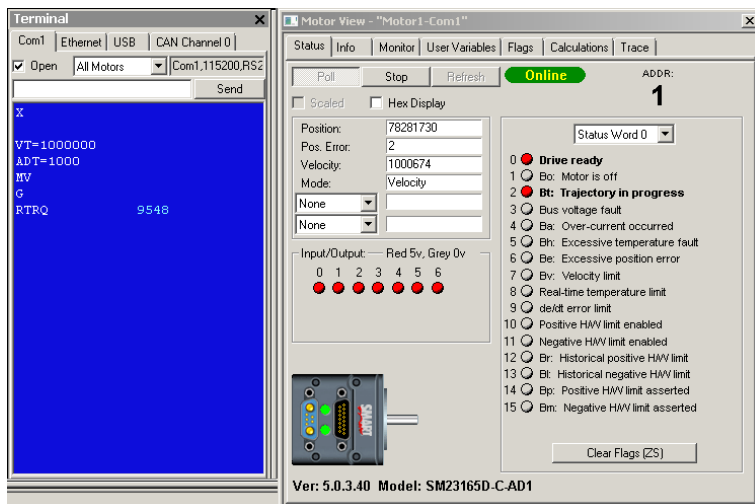 Terminal
Com1 Ethernet USB CAN Channel 0
Open All Motors Com1,115200,RS2
Send
X
VT=1000000
ADT=1000
MV
G
RTRQ 9548
Motor View - "Motor1-Com1"
Status Info Monitor User Variables Flags Calculations Trace
Poll Stop Refresh Online ADDR:
1
Scaled Hex Display
Position: 78281730
Pos. Error: 2
Velocity: 1000674
Mode: Velocity
None
None
Input/Output: Red 5v, Grey 0v
0 1 2 3 4 5 6
SMART
Status Word 0
0 Drive ready
1 Bo: Motor is off
2 Bt: Trajectory in progress
3 Bus voltage fault
4 Ba: Over-current occurred
5 Bh: Excessive temperature fault
6 Be: Excessive position error
7 Bv: Velocity limit
8 Real-time temperature limit
9 de/dt error limit
10 Positive H/W limit enabled
11 Negative H/W limit enabled
12 Br: Historical positive H/W limit
13 Bl: Historical negative H/W limit
14 Bp: Positive H/W limit asserted
15 Bm: Negative H/W limit asserted
Clear Flags (ZS)
Ver: 5.0.3.40 Model: SM23165D-C-AD1